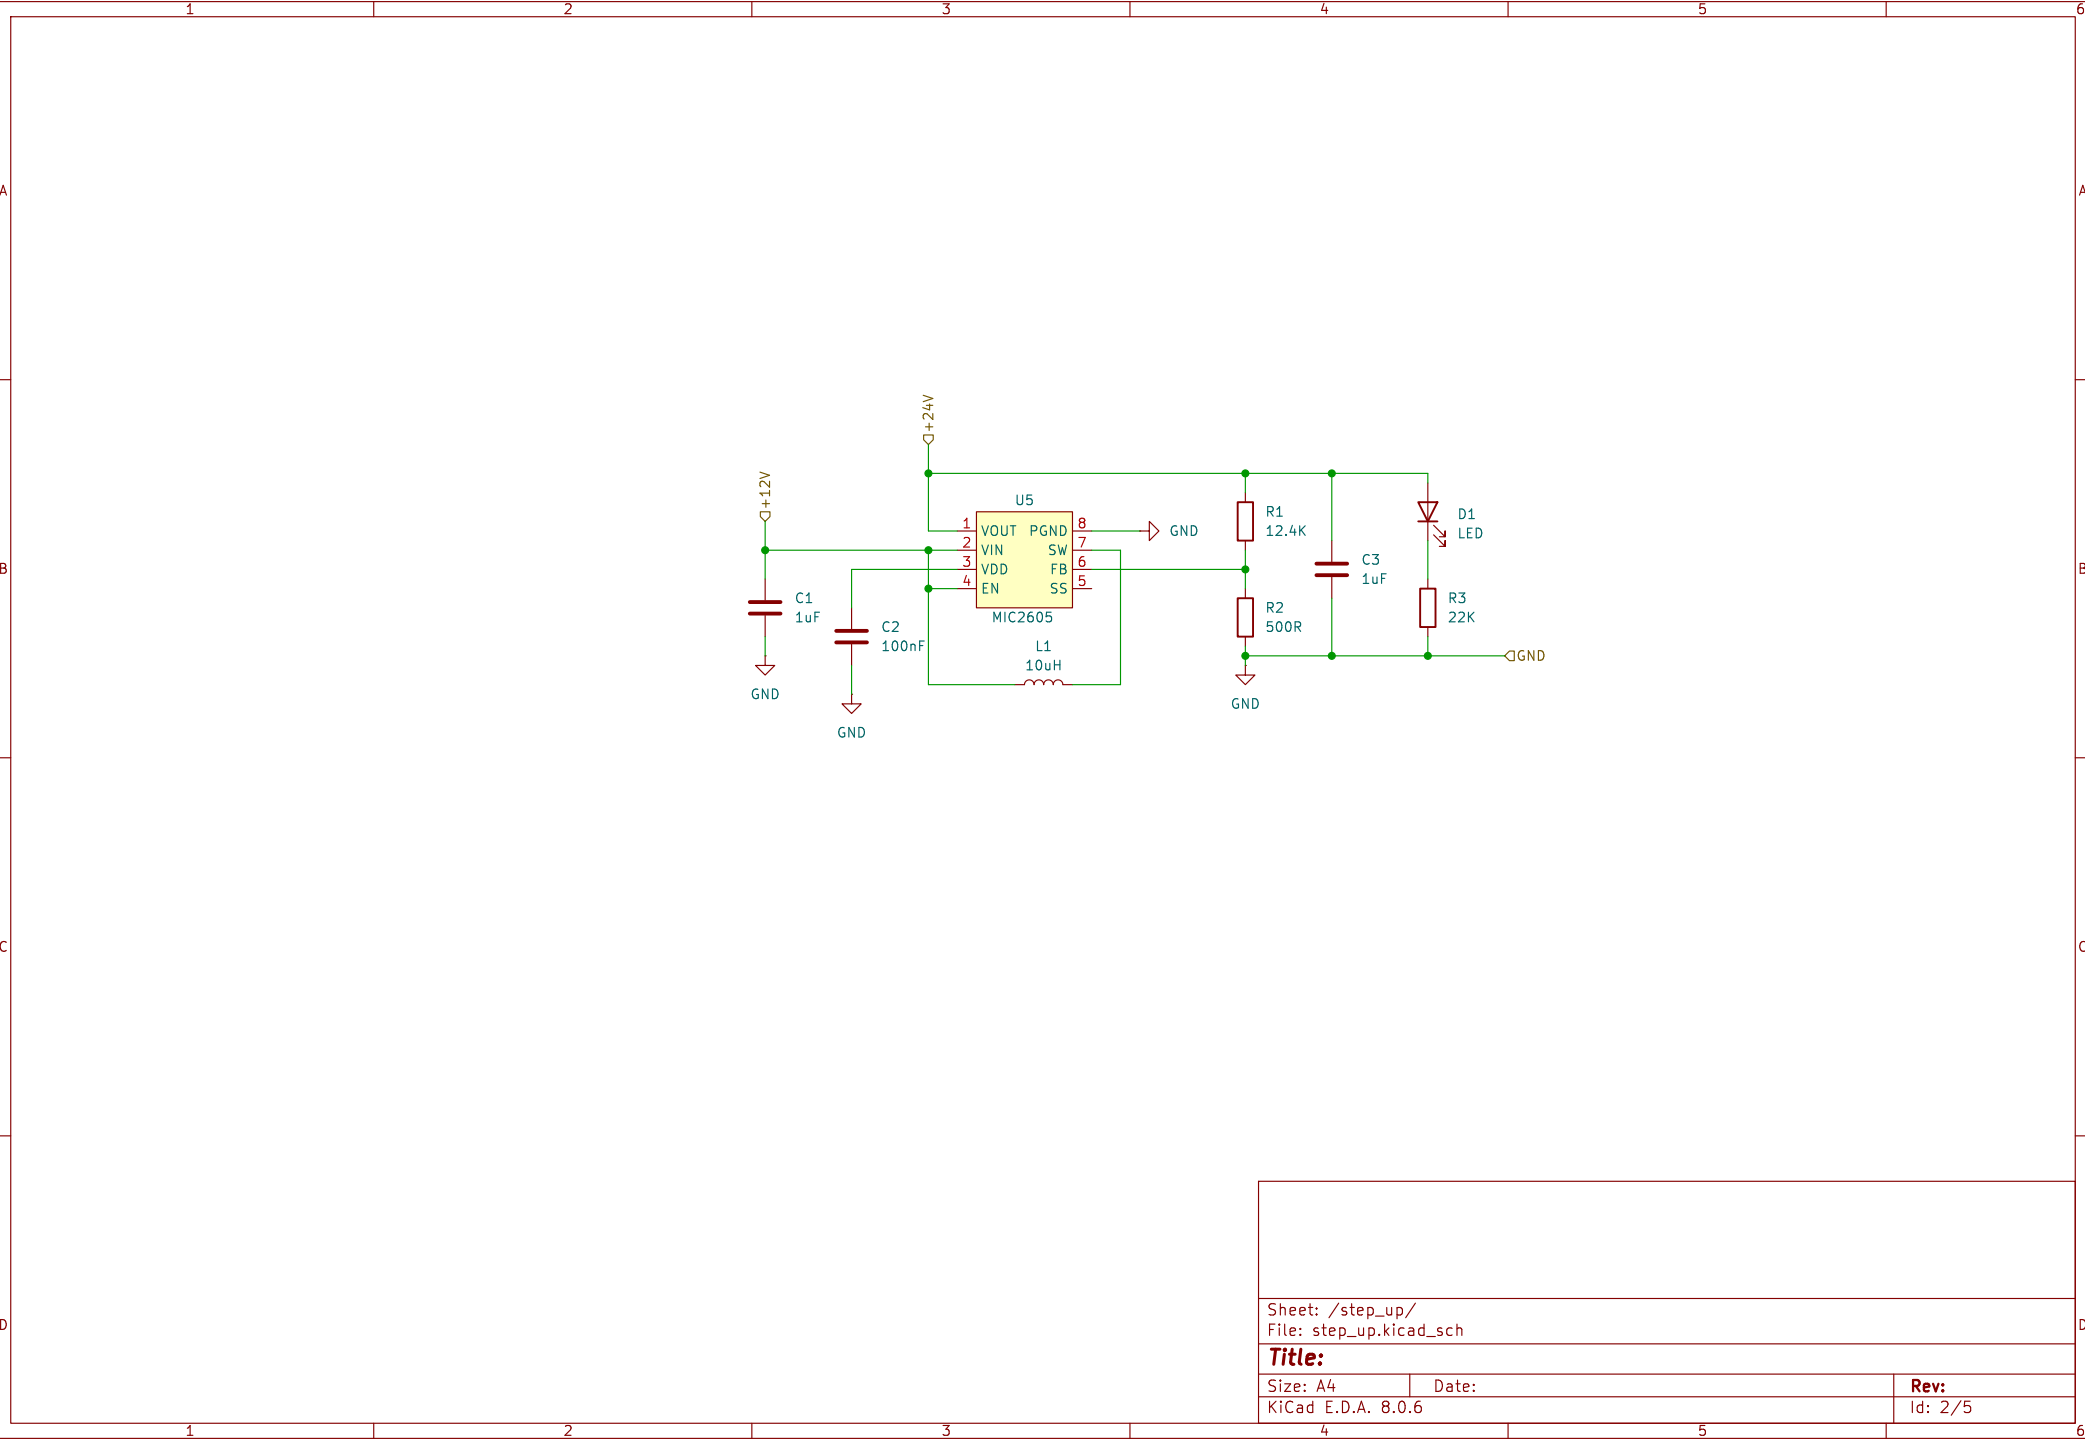 1 2 3 4 5 6
A A
+24V
+12V
U5
1 VOUT PGND 8 GND
2 VIN SW 7
3 VDD FB 6
4 EN SS 5
MIC2605
R1
12.4K
D1
LED
B B
C3
1uF
C1
1uF
R2
500R
R3
22K
C2
100nF
L1
10uH
GND
GND
GND
GND
C C
D D
Sheet: /step_up/
File: step_up.kicad_sch
Title:
Size: A4 Date: Rev:
KiCad E.D.A. 8.0.6 Id: 2/5
1 2 3 4 5 6